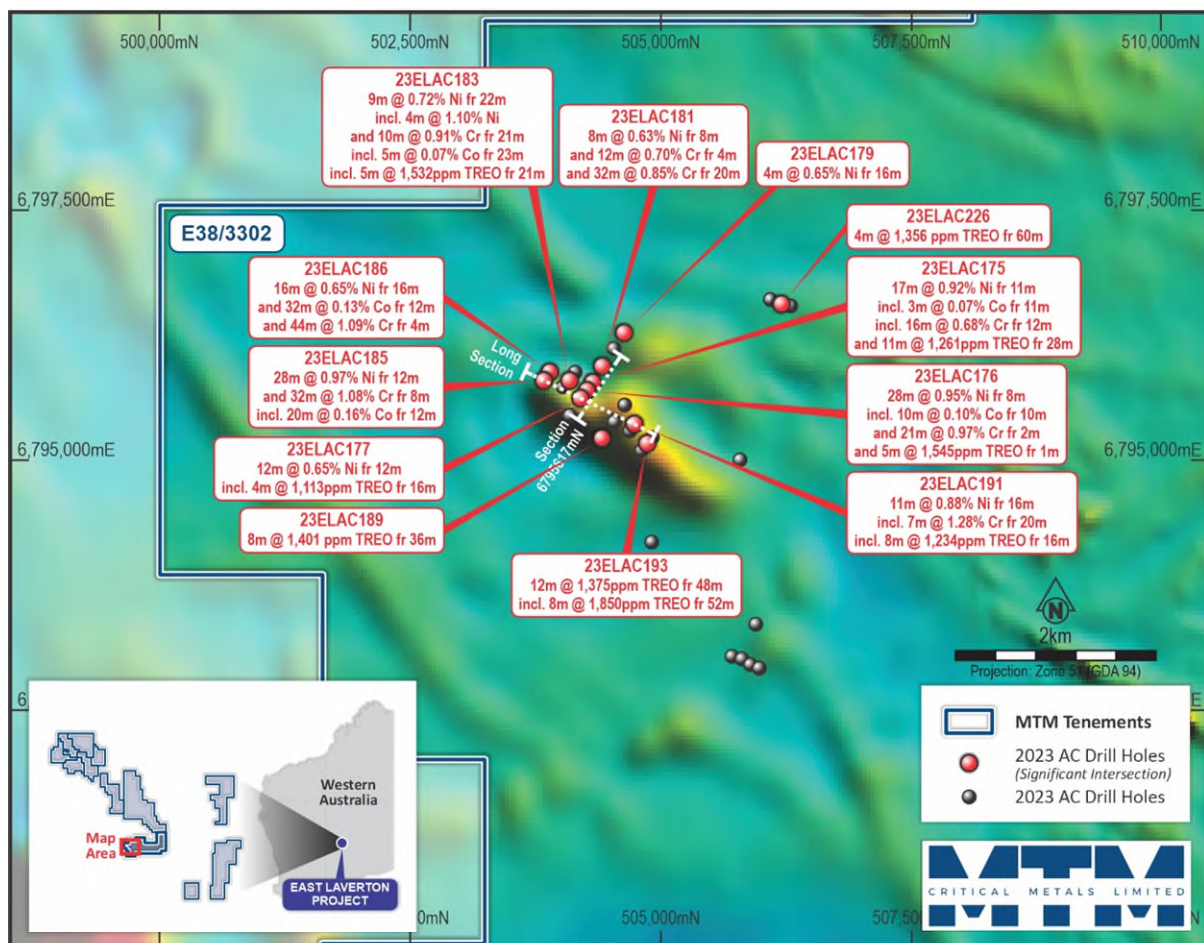 500,000mN
502,500mN
505,000mN
507,500mN
510,000mN
23ELAC183
9m @ 0.72% Ni fr 22m
incl. 4m @ 1.10% Ni
and 10m @ 0.91% Cr fr 21m
incl. 5m @ 0.07% Co fr 23m
incl. 5m @ 1,532ppm TREO fr 21m
23ELAC181
8m @ 0.63% Ni fr 8m
and 12m @ 0.70% Cr fr 4m
and 32m @ 0.85% Cr fr 20m
23ELAC179
4m @ 0.65% Ni fr 16m
6,797,500mE
6,797,500mE
E38/3302
23ELAC226
4m @ 1,356 ppm TREO fr 60m
23ELAC186
16m @ 0.65% Ni fr 16m
and 32m @ 0.13% Co fr 12m
and 44m @ 1.09% Cr fr 4m
23ELAC175
17m @ 0.92% Ni fr 11m
incl. 3m @ 0.07% Co fr 11m
incl. 16m @ 0.68% Cr fr 12m
and 11m @ 1,261ppm TREO fr 28m
Long
Section
23ELAC185
28m @ 0.97% Ni fr 12m
and 32m @ 1.08% Cr fr 8m
incl. 20m @ 0.16% Co fr 12m
23ELAC176
28m @ 0.95% Ni fr 8m
incl. 10m @ 0.10% Co fr 10m
and 21m @ 0.97% Cr fr 2m
and 5m @ 1,545ppm TREO fr 1m
Section
6795617mN
23ELAC177
12m @ 0.65% Ni fr 12m
incl. 4m @ 1,113ppm TREO fr 16m
6,795,000mE
6,795,000mE
23ELAC191
11m @ 0.88% Ni fr 16m
incl. 7m @ 1.28% Cr fr 20m
incl. 8m @ 1,234ppm TREO fr 16m
23ELAC189
8m @ 1,401 ppm TREO fr 36m
23ELAC193
12m @ 1,375ppm TREO fr 48m
incl. 8m @ 1,850ppm TREO fr 52m
N
2km
Projection: Zone 51 (GDA 94)
MTM Tenements
2023 AC Drill Holes
(Significant Intersection)
2023 AC Drill Holes
Western
Australia
Map
Area
EAST LAVERTON
PROJECT
505,000mN
MTM
CRITICAL METALS LIMITED